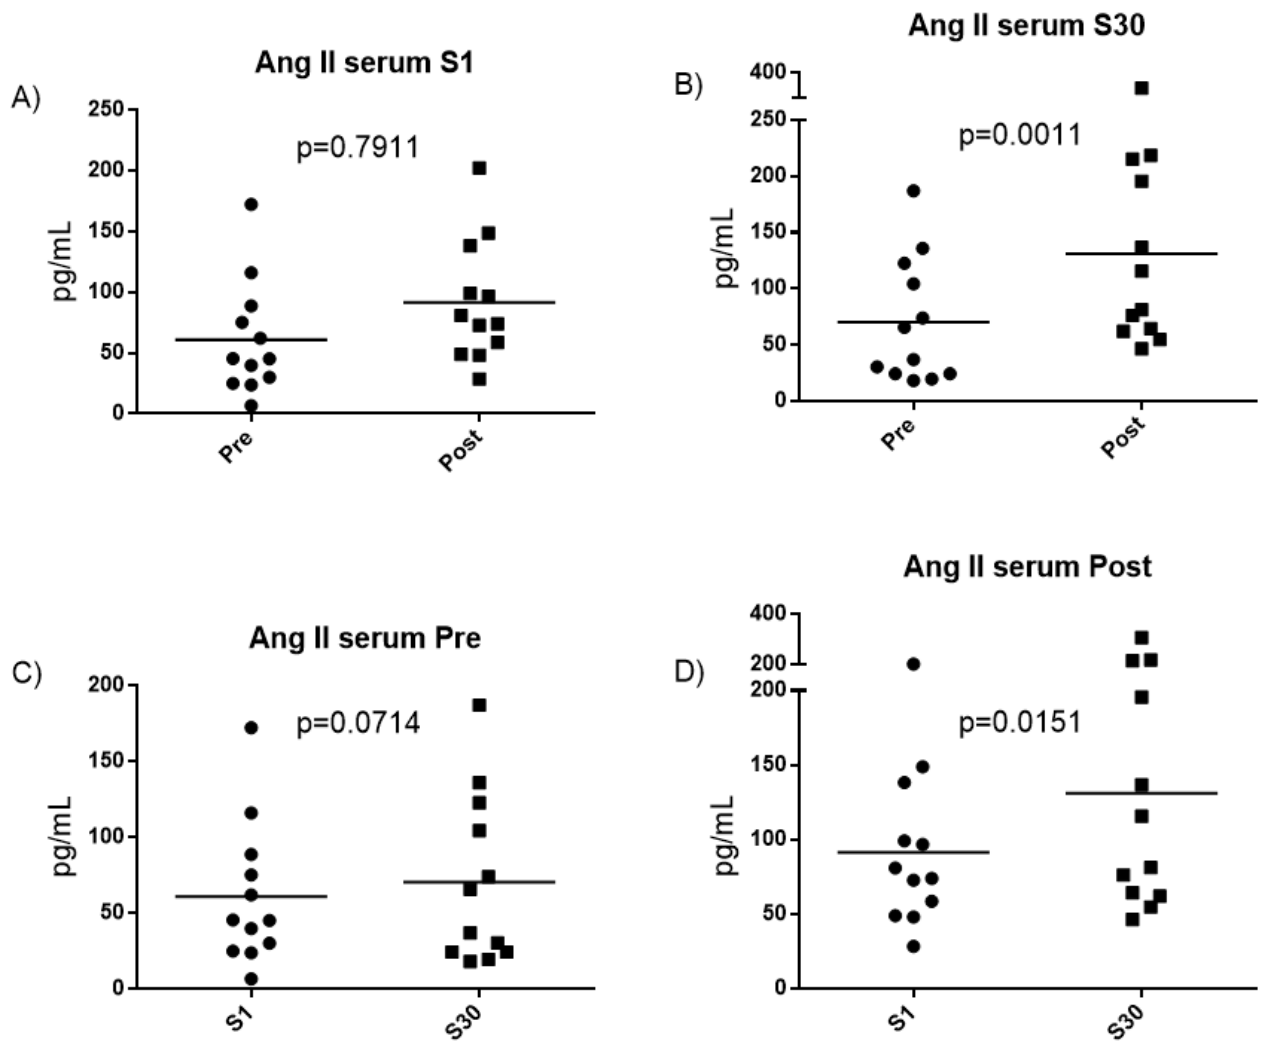 A)
Ang II serum S1
p=0.7911
pg/mL
250
200
150
100
50
0
Pre
Post
B)
Ang II serum S30
p=0.0011
pg/mL
400
250
200
150
100
50
0
Pre
Post
C)
Ang II serum Pre
p=0.0714
pg/mL
200
150
100
50
0
S1
S30
D)
Ang II serum Post
p=0.0151
pg/mL
400
200
200
150
100
50
0
S1
S30